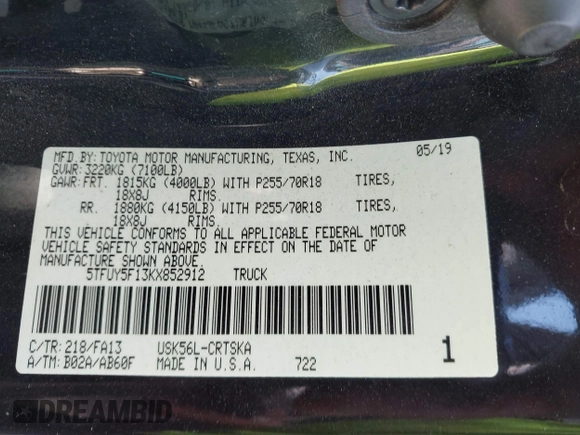 MFD.BY:TOYOTA MOTOR MANUFACTURING, TEXAS, INC. 05/19
GVWR:3220KG (7100LB)
GAWR:FRT. 1815KG (4000LB) WITH P255/70R18 TIRES,
18X8J RIMS.
RR. 1880KG (4150LB) WITH P255/70R18 TIRES,
18X8J RIMS.
THIS VEHICLE CONFORMS TO ALL APPLICABLE FEDERAL MOTOR
VEHICLE SAFETY STANDARDS IN EFFECT ON THE DATE OF
MANUFACTURE SHOWN ABOVE.
5TFUY5F13KX852912 TRUCK
C/TR:218/FA13 USK56L-CRTSKA
A/TM:B02A/AB60F MADE IN U.S.A. 722 1
DREAMBID